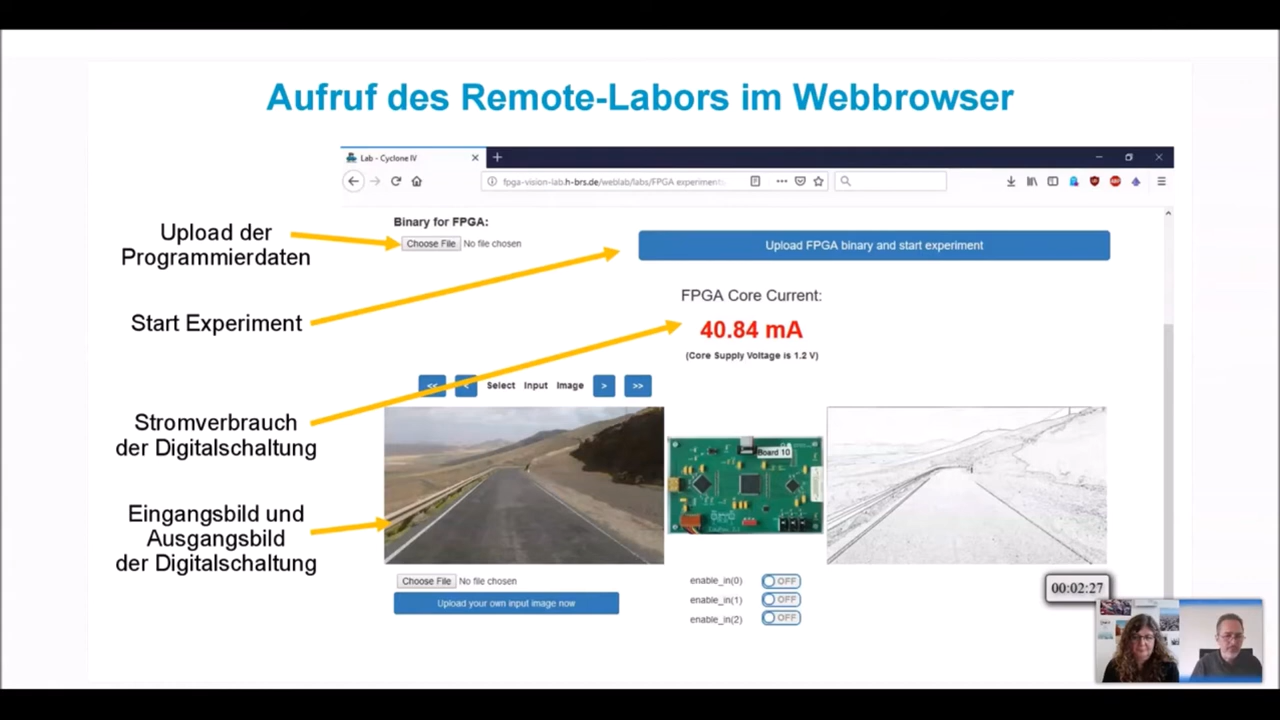 Aufruf des Remote-Labors im Webbrowser
Lab - Cyclone IV
fpga-vision-lab.h-brs.de/weblab/labs/FPGA experiments
Upload der
Programmierdaten
Start Experiment
Stromverbrauch
der Digitalschaltung
Eingangsbild und
Ausgangsbild
der Digitalschaltung
Binary for FPGA:
Choose File No file chosen
Upload FPGA binary and start experiment
FPGA Core Current:
40.84 mA
(Core Supply Voltage is 1.2 V)
<< < Select Input Image > >>
Board 10
Choose File No file chosen
Upload your own input image now
enable_in(0) OFF
enable_in(1) OFF
enable_in(2) OFF
00:02:27